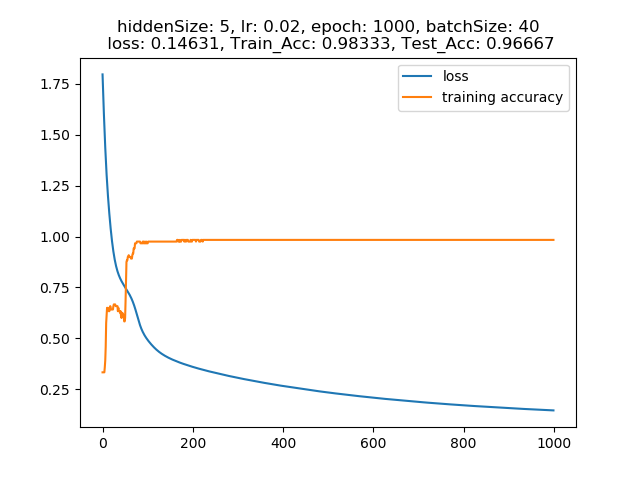 hiddenSize: 5, lr: 0.02, epoch: 1000, batchSize: 40
loss: 0.14631, Train_Acc: 0.98333, Test_Acc: 0.96667
loss
training accuracy
1.75
1.50
1.25
1.00
0.75
0.50
0.25
0 200 400 600 800 1000